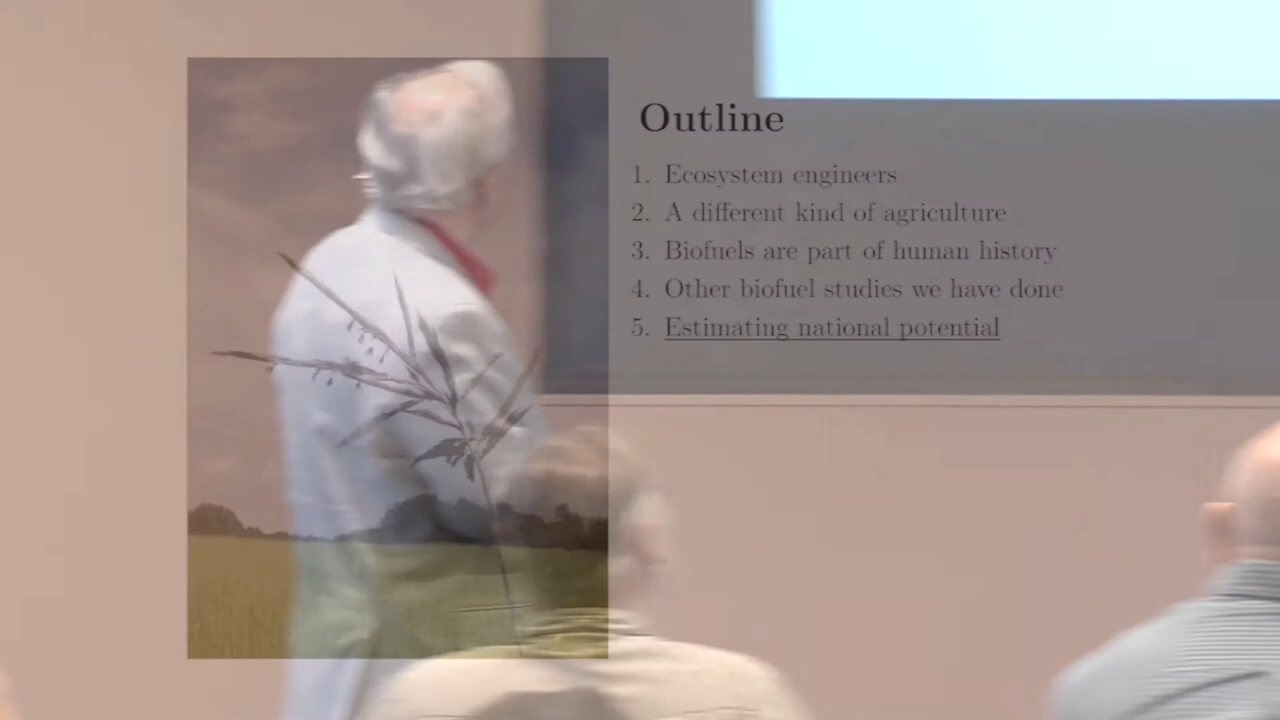 Outline
1. Ecosystem engineers
2. A different kind of agriculture
3. Biofuels are part of human history
4. Other biofuel studies we have done
5. Estimating national potential